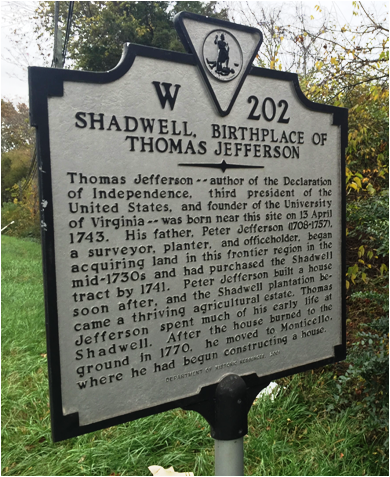 W 202
SHADWELL, BIRTHPLACE OF
THOMAS JEFFERSON
Thomas Jefferson--author of the Declaration
of Independence, third president of the
United States, and founder of the University
of Virginia--was born near this site on 13 April
1743. His father, Peter Jefferson (1708-1757),
a surveyor, planter, and officeholder, began
acquiring land in this frontier region in the
mid-1730s and had purchased the Shadwell
tract by 1741. Peter Jefferson built a house
soon after, and the Shadwell plantation be-
came a thriving agricultural estate. Thomas
Jefferson spent much of his early life at
Shadwell. After the house burned to the
ground in 1770, he moved to Monticello,
where he had begun constructing a house.
DEPARTMENT OF HISTORIC RESOURCES,